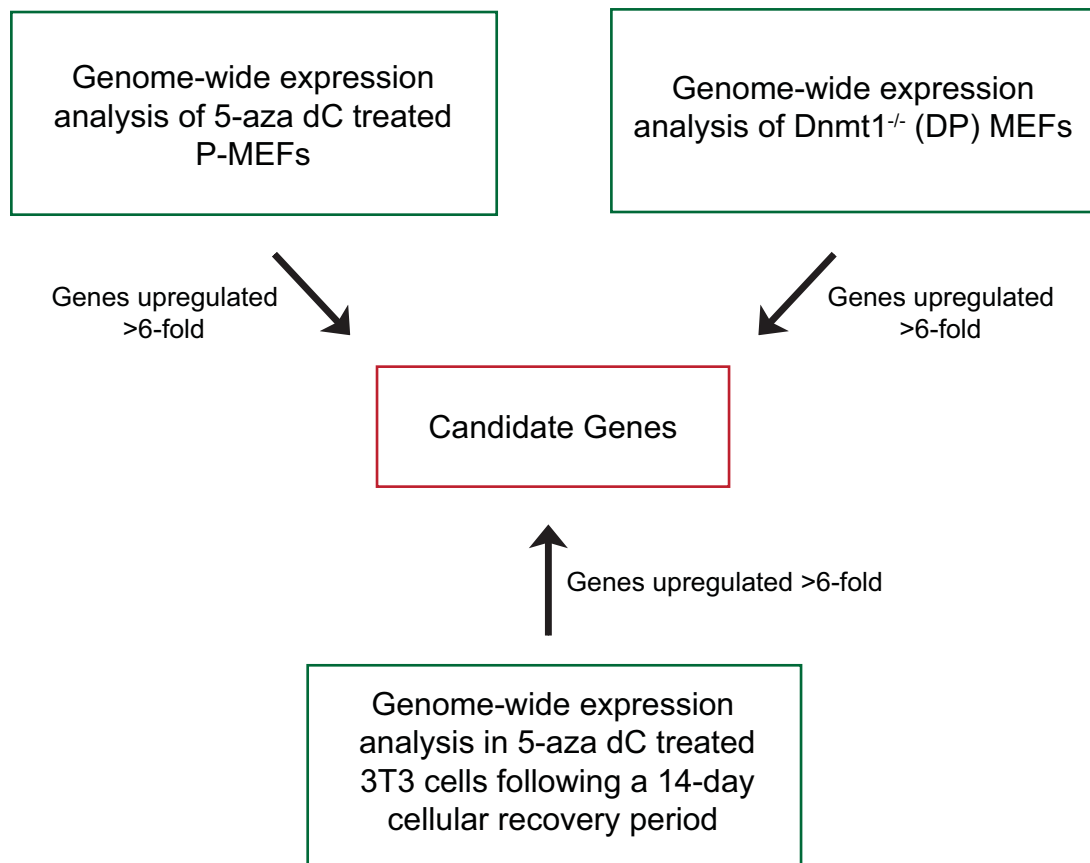 Genome-wide expression
analysis of 5-aza dC treated
P-MEFs
Genome-wide expression
analysis of Dnmt1-/- (DP) MEFs
Genes upregulated
>6-fold
Genes upregulated
>6-fold
Candidate Genes
Genes upregulated >6-fold
Genome-wide expression
analysis in 5-aza dC treated
3T3 cells following a 14-day
cellular recovery period